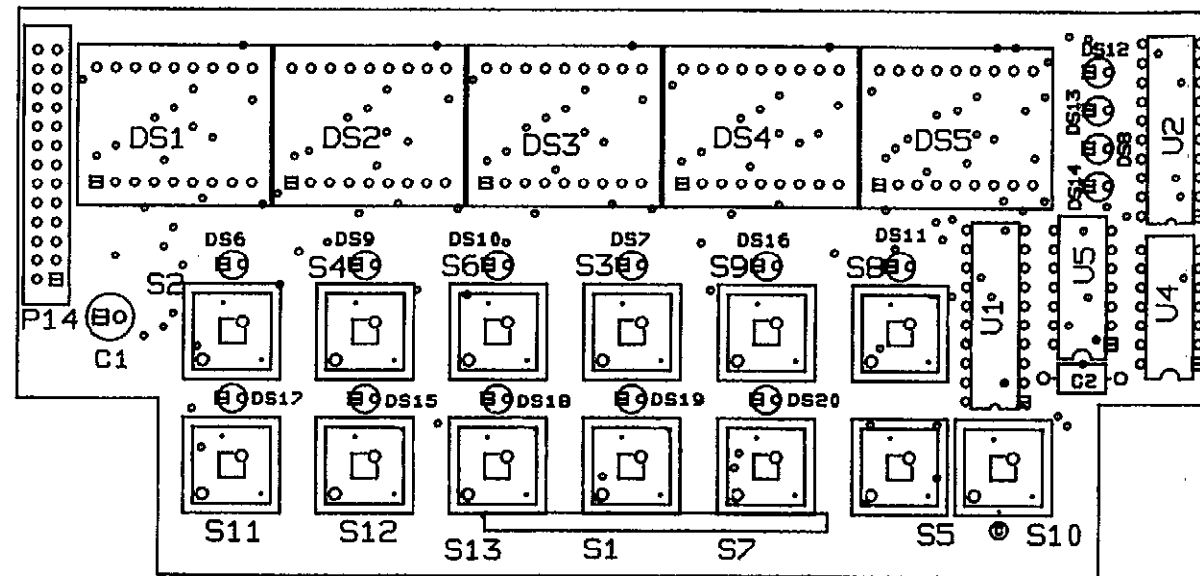 DS12
DS13
DS8
DS14
U2
DS1 DS2 DS3 DS4 DS5
DS6 DS9 DS10 DS7 DS16 DS11
S2 S4 S6 S3 S9 S8
U1 U5 U4
P14
C1
C2
DS17 DS15 DS18 DS19 DS20
S11 S12 S13 S1 S7 S5 S10